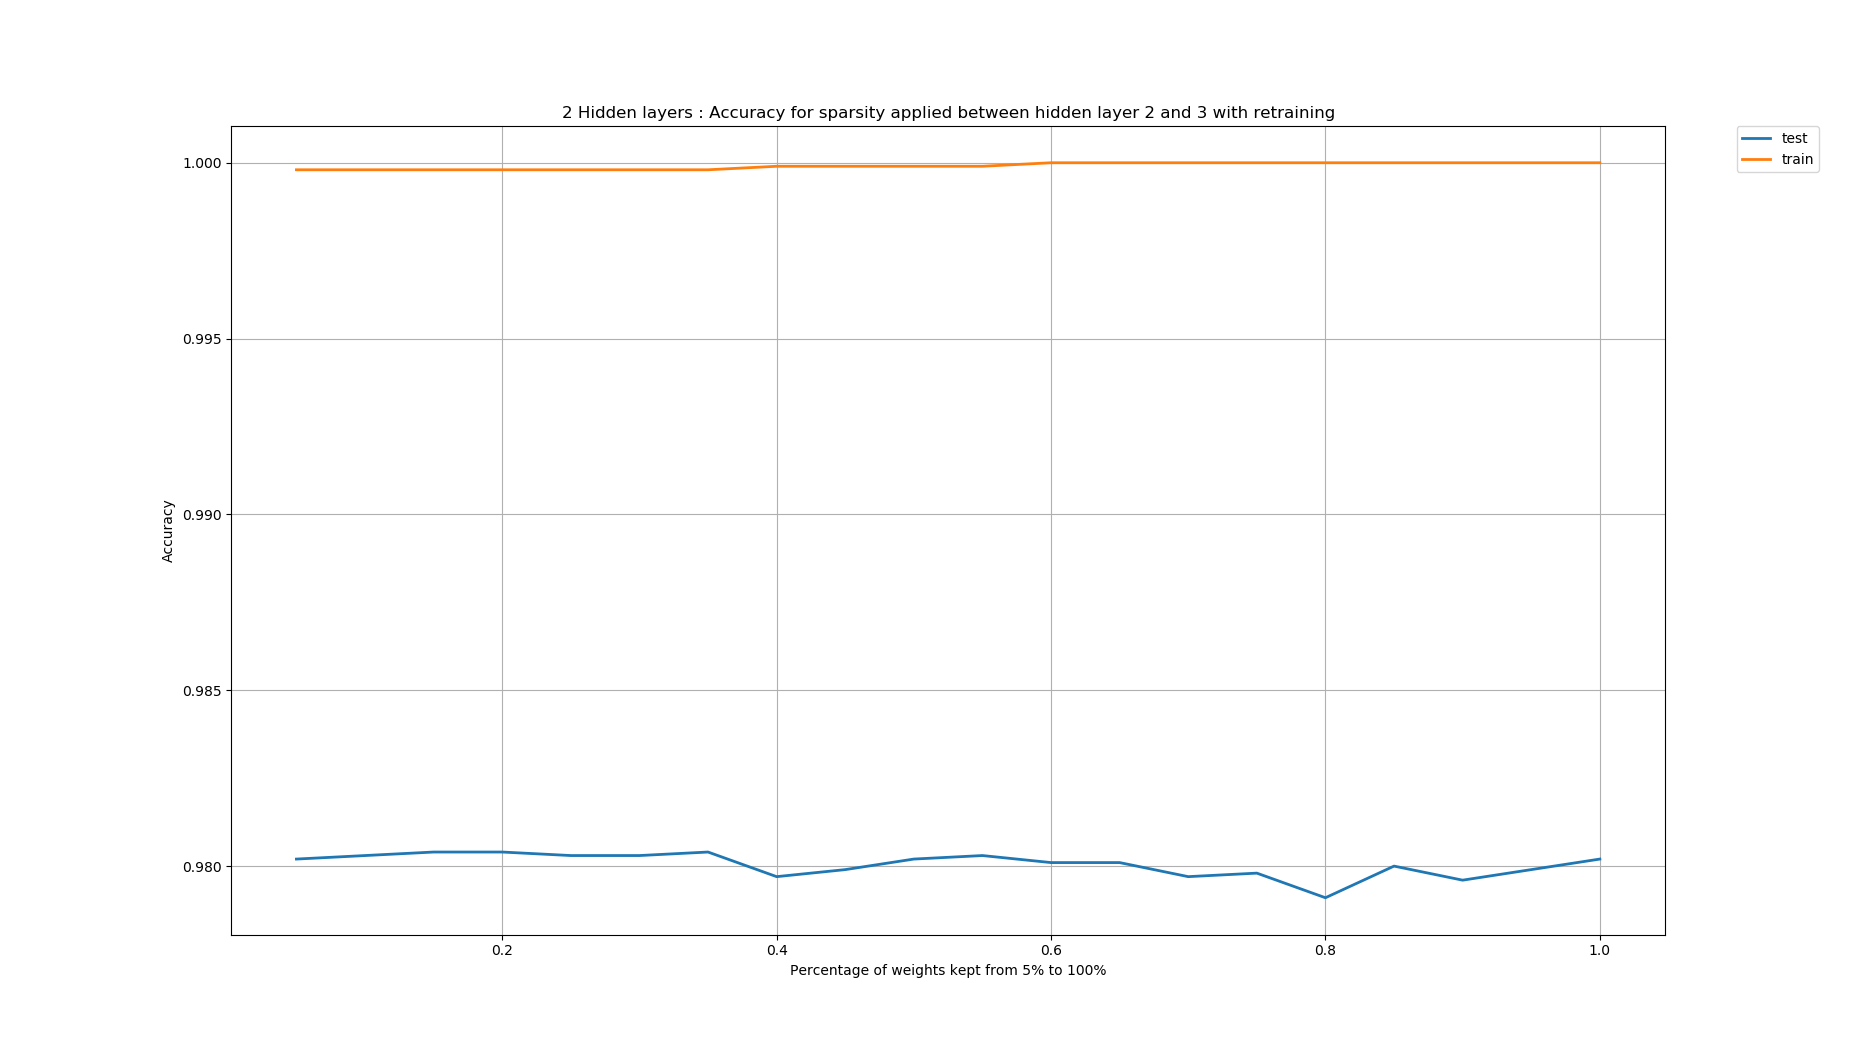 2 Hidden layers : Accuracy for sparsity applied between hidden layer 2 and 3 with retraining
test
train
1.000
0.995
0.990
0.985
0.980
Accuracy
0.2 0.4 0.6 0.8 1.0
Percentage of weights kept from 5% to 100%